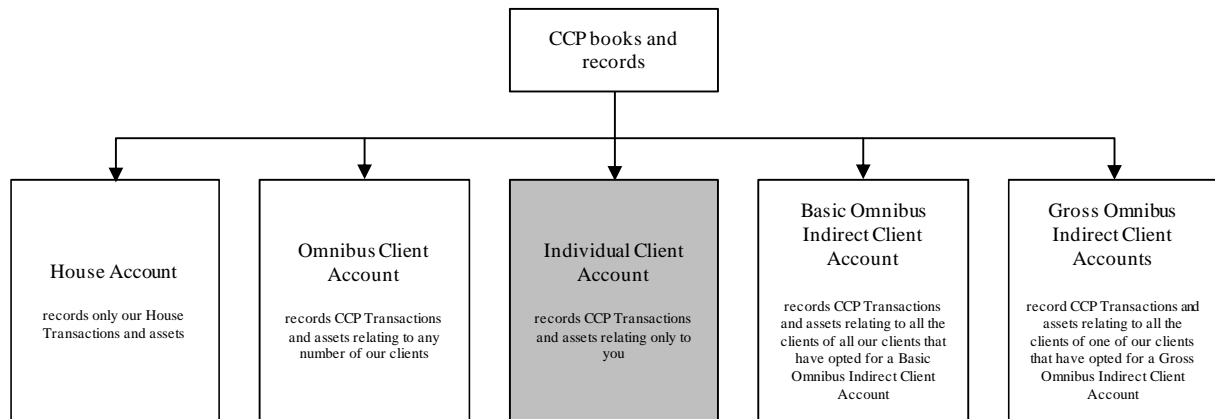 CCP books and
records
House Account
records only our House
Transactions and assets
Omnibus Client
Account
records CCP Transactions
and assets relating to any
number of our clients
Individual Client
Account
records CCP Transactions
and assets relating only to
you
Basic Omnibus
Indirect Client
Account
records CCP Transactions
and assets relating to all the
clients of all our clients that
have opted for a Basic
Omnibus Indirect Client
Account
Gross Omnibus
Indirect Client
Accounts
record CCP Transactions and
assets relating to all the
clients of one of our clients
that have opted for a Gross
Omnibus Indirect Client
Account